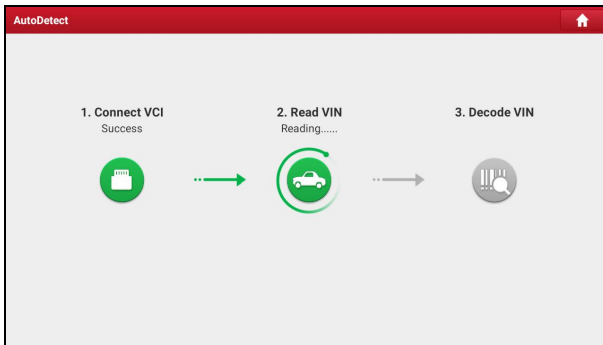 AutoDetect
1. Connect VCI
Success
2. Read VIN
Reading......
3. Decode VIN